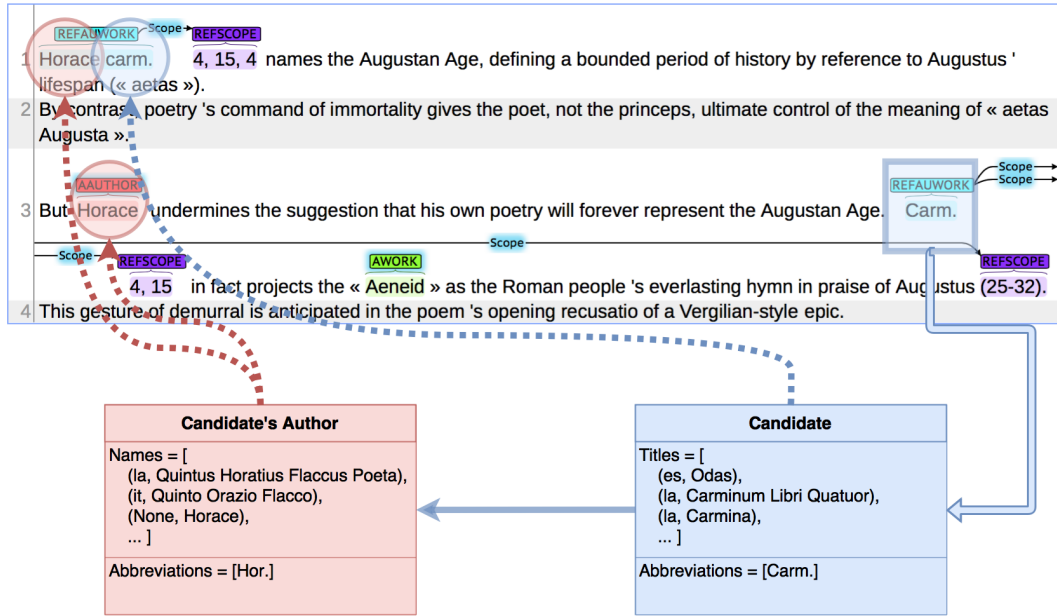 REFAUWORK Scope REFSCOPE
1 Horace carm. 4, 15, 4 names the Augustan Age, defining a bounded period of history by reference to Augustus '
lifespan (« aetas »).
2 By contrast, poetry 's command of immortality gives the poet, not the princeps, ultimate control of the meaning of « aetas
Augusta ».
AAUTHOR REFAUWORK Scope
Scope
3 But Horace undermines the suggestion that his own poetry will forever represent the Augustan Age. Carm.
Scope
Scope REFSCOPE AWORK REFSCOPE
4, 15 in fact projects the « Aeneid » as the Roman people 's everlasting hymn in praise of Augustus (25-32).
4 This gesture of demurral is anticipated in the poem 's opening recusatio of a Vergilian-style epic.
Candidate's Author
Names = [
(la, Quintus Horatius Flaccus Poeta),
(it, Quinto Orazio Flacco),
(None, Horace),
... ]
Abbreviations = [Hor.]
Candidate
Titles = [
(es, Odas),
(la, Carminum Libri Quatuor),
(la, Carmina),
... ]
Abbreviations = [Carm.]